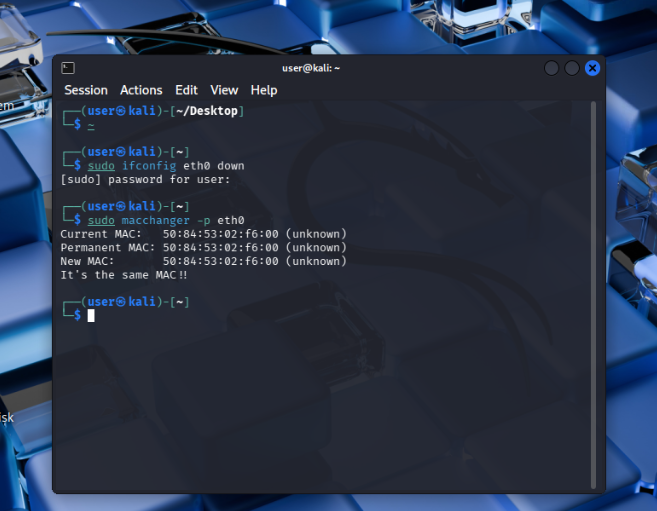 em
user@kali: ~
Session Actions Edit View Help
┌──(user㉿kali)-[~/Desktop]
└─$ ~
┌──(user㉿kali)-[~]
└─$ sudo ifconfig eth0 down
[sudo] password for user:
┌──(user㉿kali)-[~]
└─$ sudo macchanger -p eth0
Current MAC:   50:84:53:02:f6:00 (unknown)
Permanent MAC: 50:84:53:02:f6:00 (unknown)
New MAC:       50:84:53:02:f6:00 (unknown)
It's the same MAC!!
┌──(user㉿kali)-[~]
└─$
isk